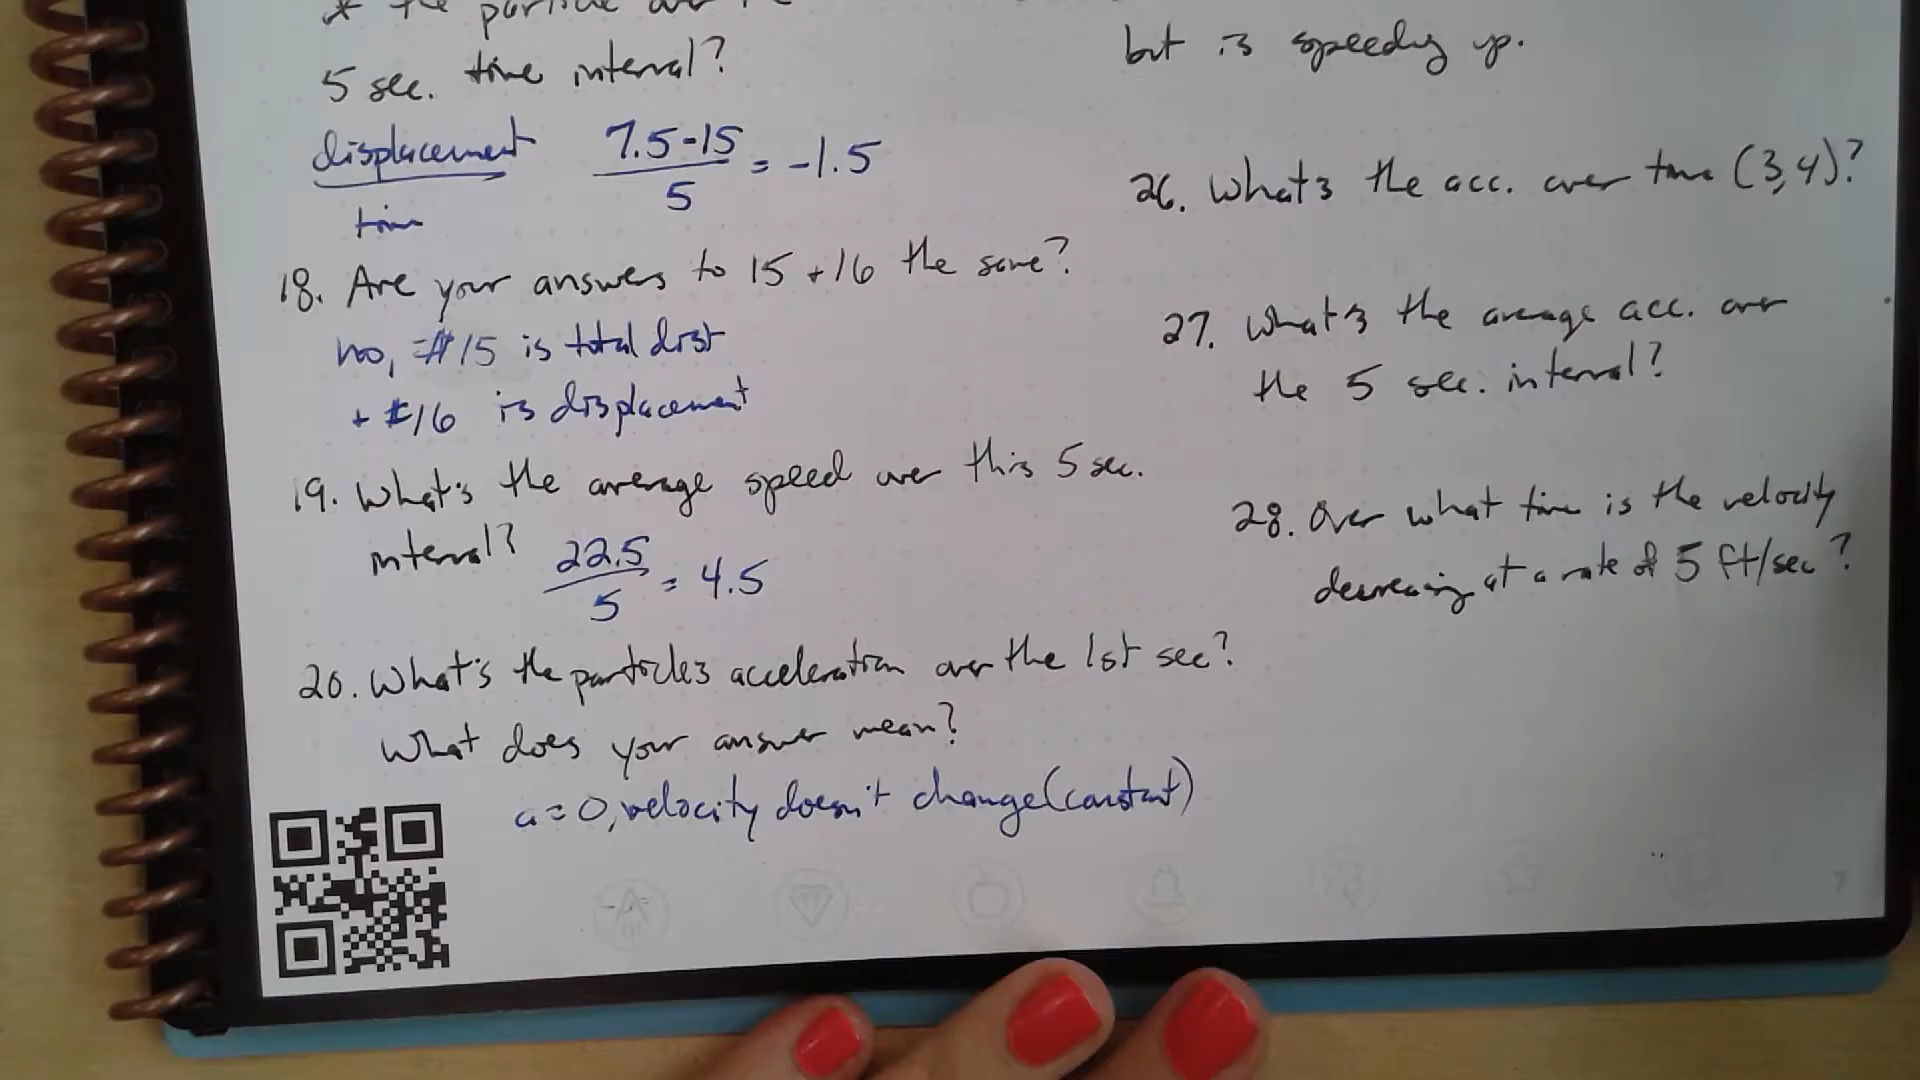 5 sec. time interval?
displacement 7.5-15 = -1.5
time 5
18. Are your answers to 15 + 16 the same?
no, #15 is total dist
+ #16 is displacement
19. What's the average speed over this 5 sec.
interval? 22.5 = 4.5
5
20. What's the particle's acceleration over the 1st sec?
What does your answer mean?
a=0, velocity doesn't change (constant)
but is speeding up.
26. What's the acc. over time (3,4)?
27. What's the average acc. over
the 5 sec. interval?
28. Over what time is the velocity
decreasing at a rate of 5 ft/sec?
7